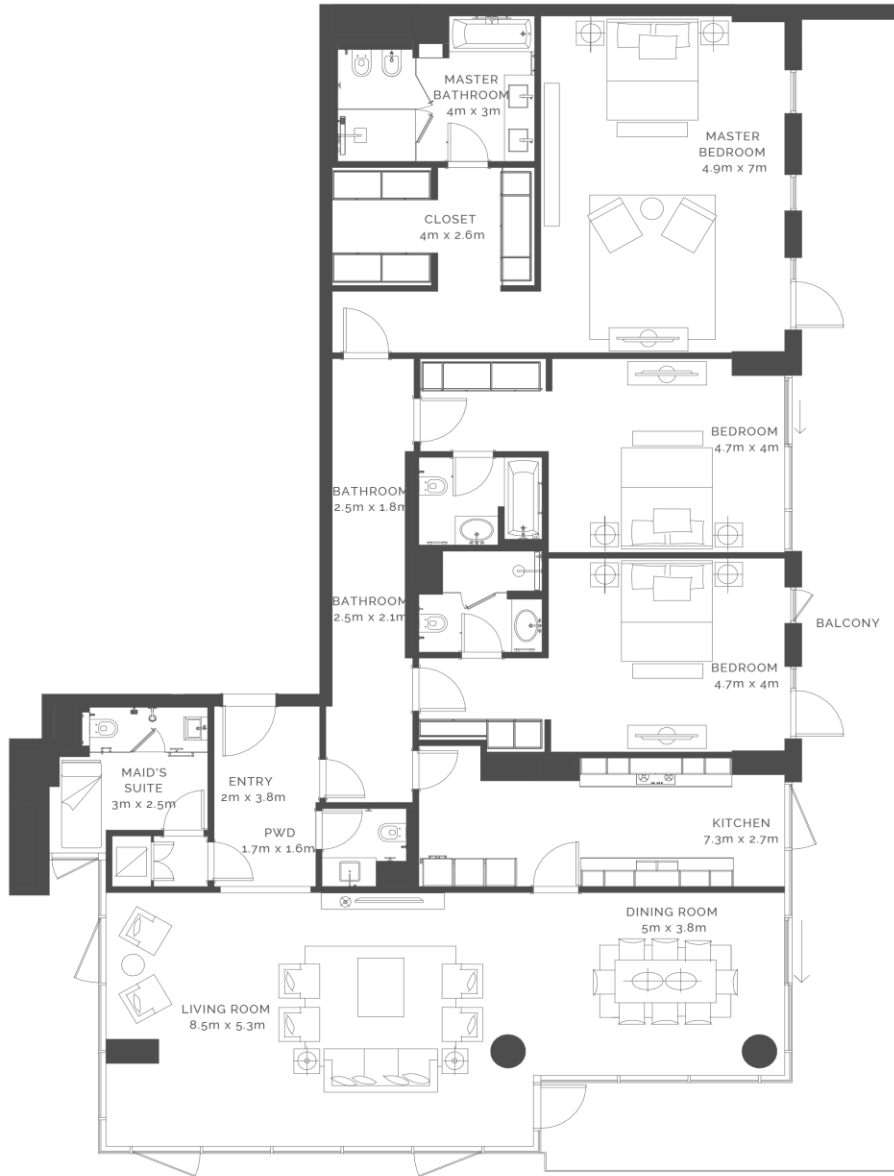 MASTER
BATHROOM
4m x 3m
MASTER
BEDROOM
4.9m x 7m
CLOSET
4m x 2.6m
BEDROOM
4.7m x 4m
BATHROOM
2.5m x 1.8m
BATHROOM
2.5m x 2.1m
BALCONY
BEDROOM
4.7m x 4m
MAID'S
SUITE
3m x 2.5m
ENTRY
2m x 3.8m
PWD
1.7m x 1.6m
KITCHEN
7.3m x 2.7m
DINING ROOM
5m x 3.8m
LIVING ROOM
8.5m x 5.3m